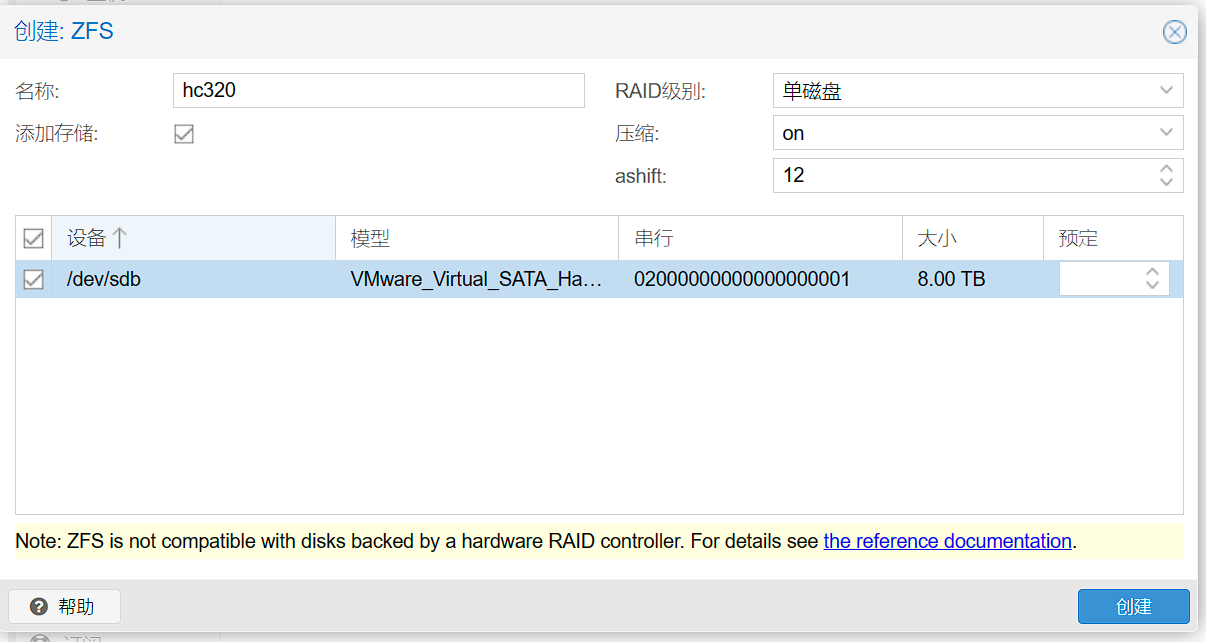 创建: ZFS
名称: hc320 RAID级别: 单磁盘
添加存储: 压缩: on
ashift: 12
设备 模型 串行 大小 预定
/dev/sdb VMware_Virtual_SATA_Ha... 02000000000000000001 8.00 TB
Note: ZFS is not compatible with disks backed by a hardware RAID controller. For details see the reference documentation.
帮助 创建